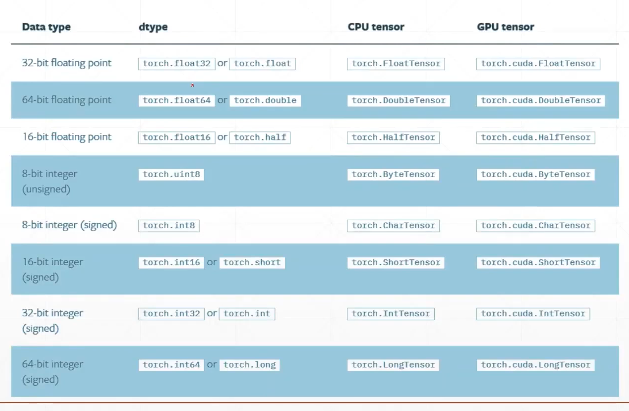 Data type dtype CPU tensor GPU tensor
32-bit floating point torch.float32 or torch.float torch.FloatTensor torch.cuda.FloatTensor
64-bit floating point torch.float64 or torch.double torch.DoubleTensor torch.cuda.DoubleTensor
16-bit floating point torch.float16 or torch.half torch.HalfTensor torch.cuda.HalfTensor
8-bit integer torch.uint8 torch.ByteTensor torch.cuda.ByteTensor
(unsigned)
8-bit integer (signed) torch.int8 torch.CharTensor torch.cuda.CharTensor
16-bit integer torch.int16 or torch.short torch.ShortTensor torch.cuda.ShortTensor
(signed)
32-bit integer torch.int32 or torch.int torch.IntTensor torch.cuda.IntTensor
(signed)
64-bit integer torch.int64 or torch.long torch.LongTensor torch.cuda.LongTensor
(signed)